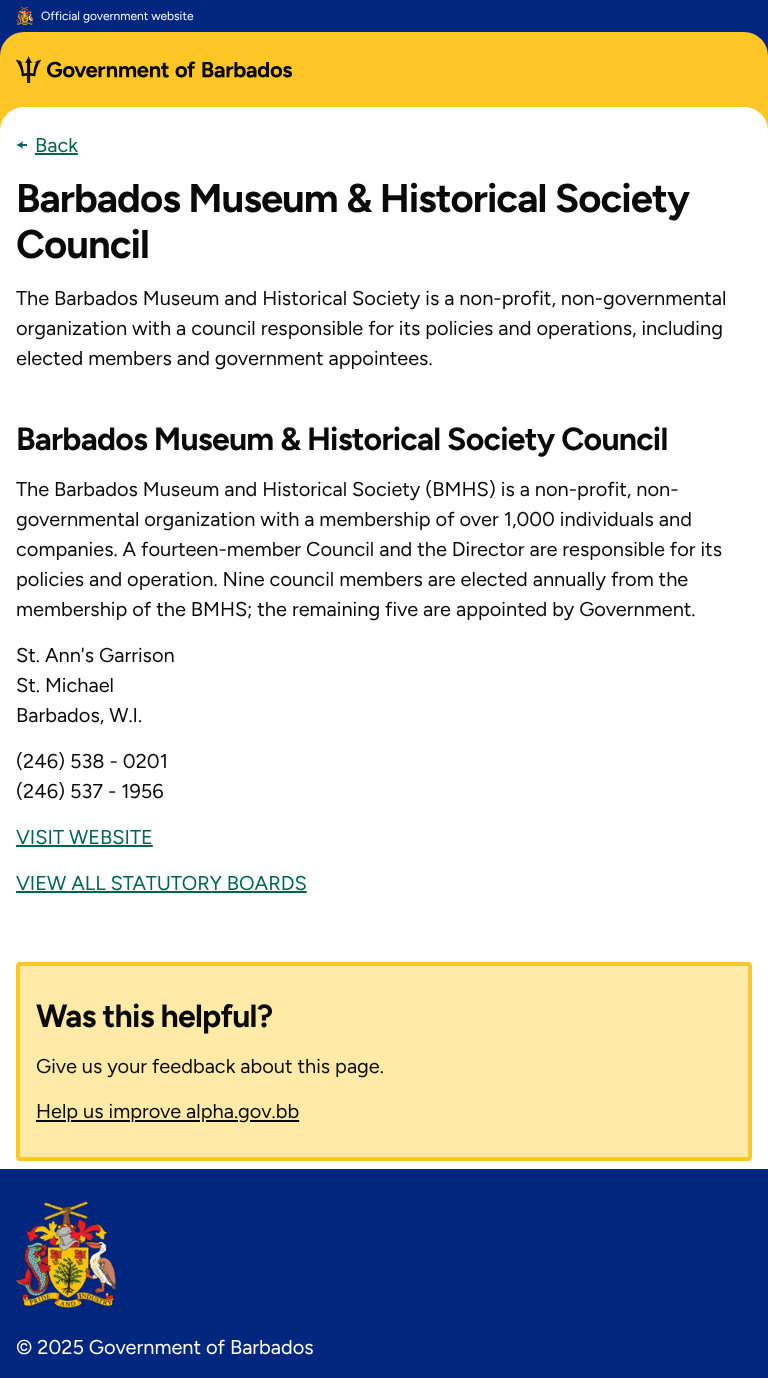 Official government website
Government of Barbados
Back
Barbados Museum & Historical Society
Council
The Barbados Museum and Historical Society is a non-profit, non-governmental
organization with a council responsible for its policies and operations, including
elected members and government appointees.
Barbados Museum & Historical Society Council
The Barbados Museum and Historical Society (BMHS) is a non-profit, non-
governmental organization with a membership of over 1,000 individuals and
companies. A fourteen-member Council and the Director are responsible for its
policies and operation. Nine council members are elected annually from the
membership of the BMHS; the remaining five are appointed by Government.
St. Ann's Garrison
St. Michael
Barbados, W.I.
(246) 538 - 0201
(246) 537 - 1956
VISIT WEBSITE
VIEW ALL STATUTORY BOARDS
Was this helpful?
Give us your feedback about this page.
Help us improve alpha.gov.bb
PRIDE AND INDUSTRY
© 2025 Government of Barbados